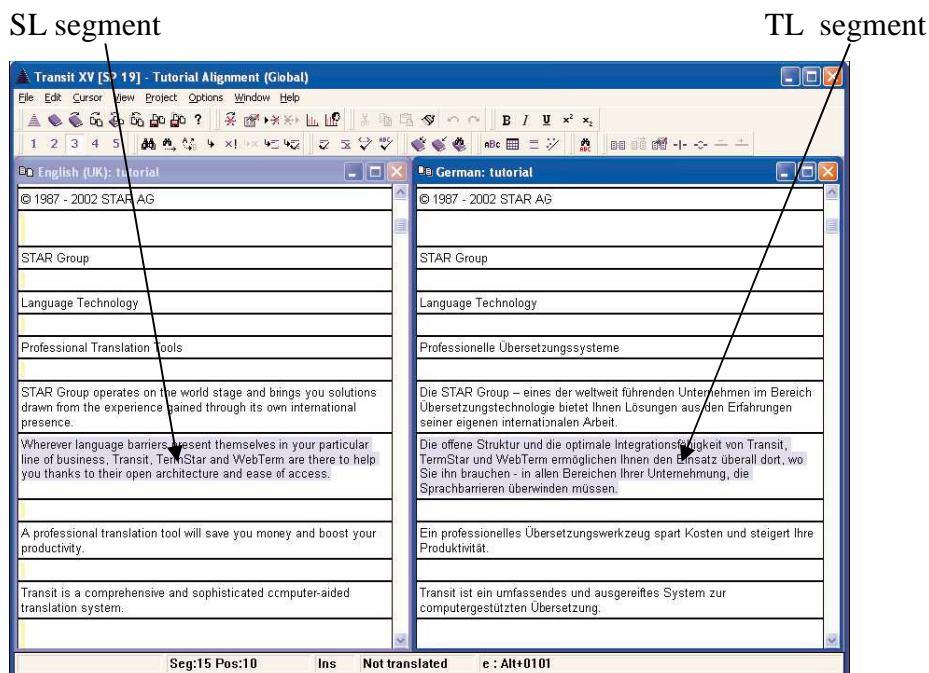 SL segment
TL segment
Transit XV [SP 19] - Tutorial Alignment (Global)
File Edit Cursor View Project Options Window Help
B I U x² x₂
1 2 3 4 5
ABC
English (UK): tutorial
© 1987 - 2002 STAR AG
STAR Group
Language Technology
Professional Translation Tools
STAR Group operates on the world stage and brings you solutions
drawn from the experience gained through its own international
presence.
Wherever language barriers present themselves in your particular
line of business, Transit, TermStar and WebTerm are there to help
you thanks to their open architecture and ease of access.
A professional translation tool will save you money and boost your
productivity.
Transit is a comprehensive and sophisticated computer-aided
translation system.
German: tutorial
© 1987 - 2002 STAR AG
STAR Group
Language Technology
Professionelle Übersetzungssysteme
Die STAR Group – eines der weltweit führenden Unternehmen im Bereich
Übersetzungstechnologie bietet Ihnen Lösungen aus den Erfahrungen
seiner eigenen internationalen Arbeit.
Die offene Struktur und die optimale Integrationsfähigkeit von Transit,
TermStar und WebTerm ermöglichen Ihnen den Einsatz überall dort, wo
Sie ihn brauchen - in allen Bereichen Ihrer Unternehmung, die
Sprachbarrieren überwinden müssen.
Ein professionelles Übersetzungswerkzeug spart Kosten und steigert Ihre
Produktivität.
Transit ist ein umfassendes und ausgereiftes System zur
computergestützten Übersetzung.
Seg:15 Pos:10 Ins Not translated e : Alt+0101